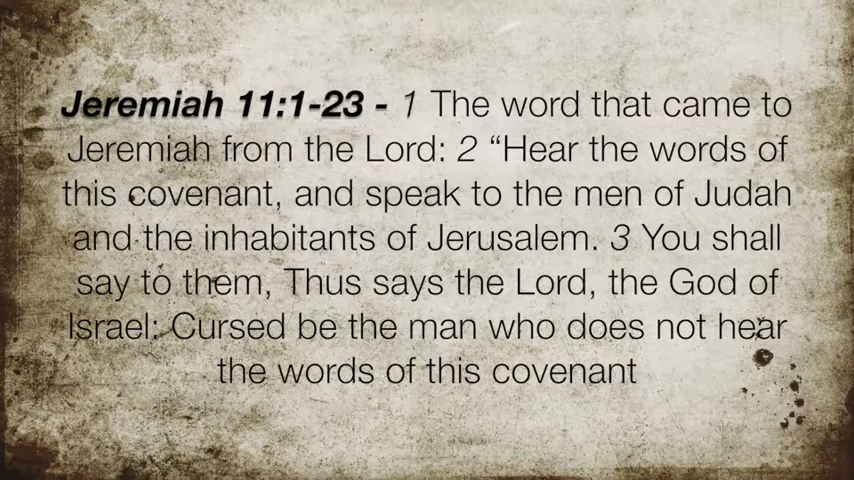 Jeremiah 11:1-23 - 1 The word that came to
Jeremiah from the Lord: 2 “Hear the words of
this covenant, and speak to the men of Judah
and the inhabitants of Jerusalem. 3 You shall
say to them, Thus says the Lord, the God of
Israel: Cursed be the man who does not hear
the words of this covenant